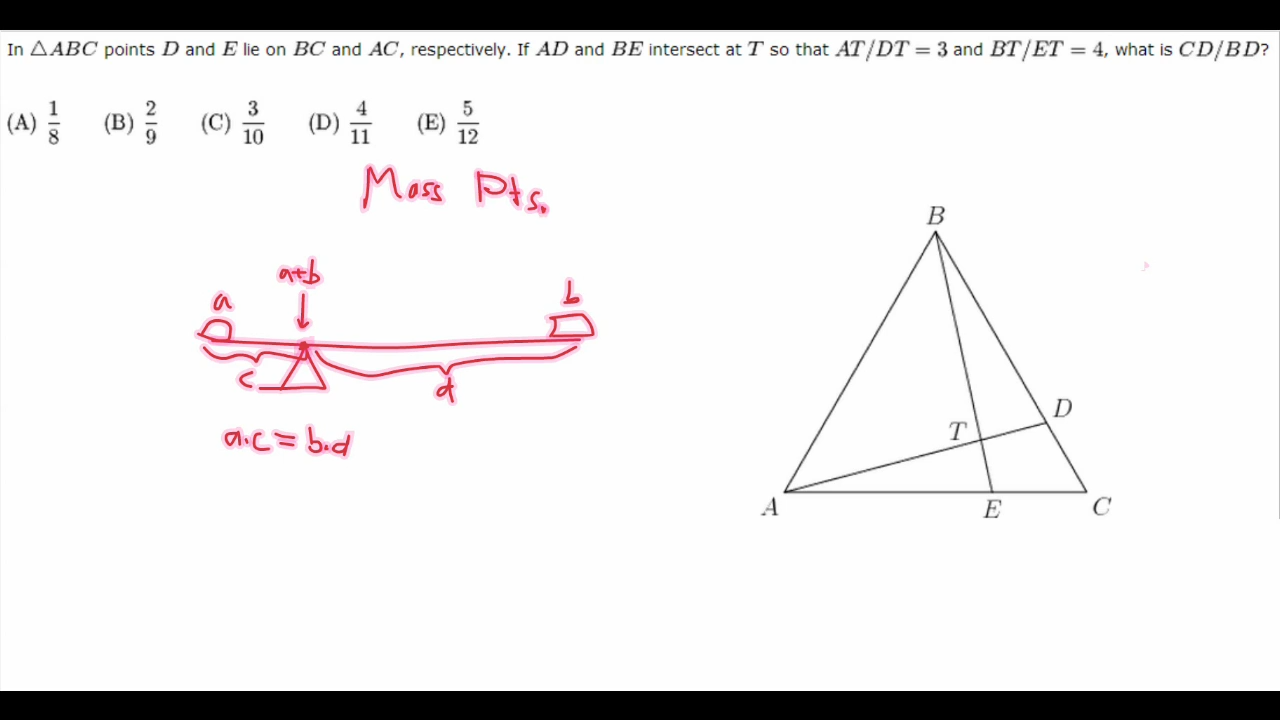 In △ABC points D and E lie on BC and AC, respectively. If AD and BE intersect at T so that AT/DT = 3 and BT/ET = 4, what is CD/BD?
(A) 1/8 (B) 2/9 (C) 3/10 (D) 4/11 (E) 5/12
Mass Pts.
B
a+b
a b
c d
D
T
a·c = b·d
A E C